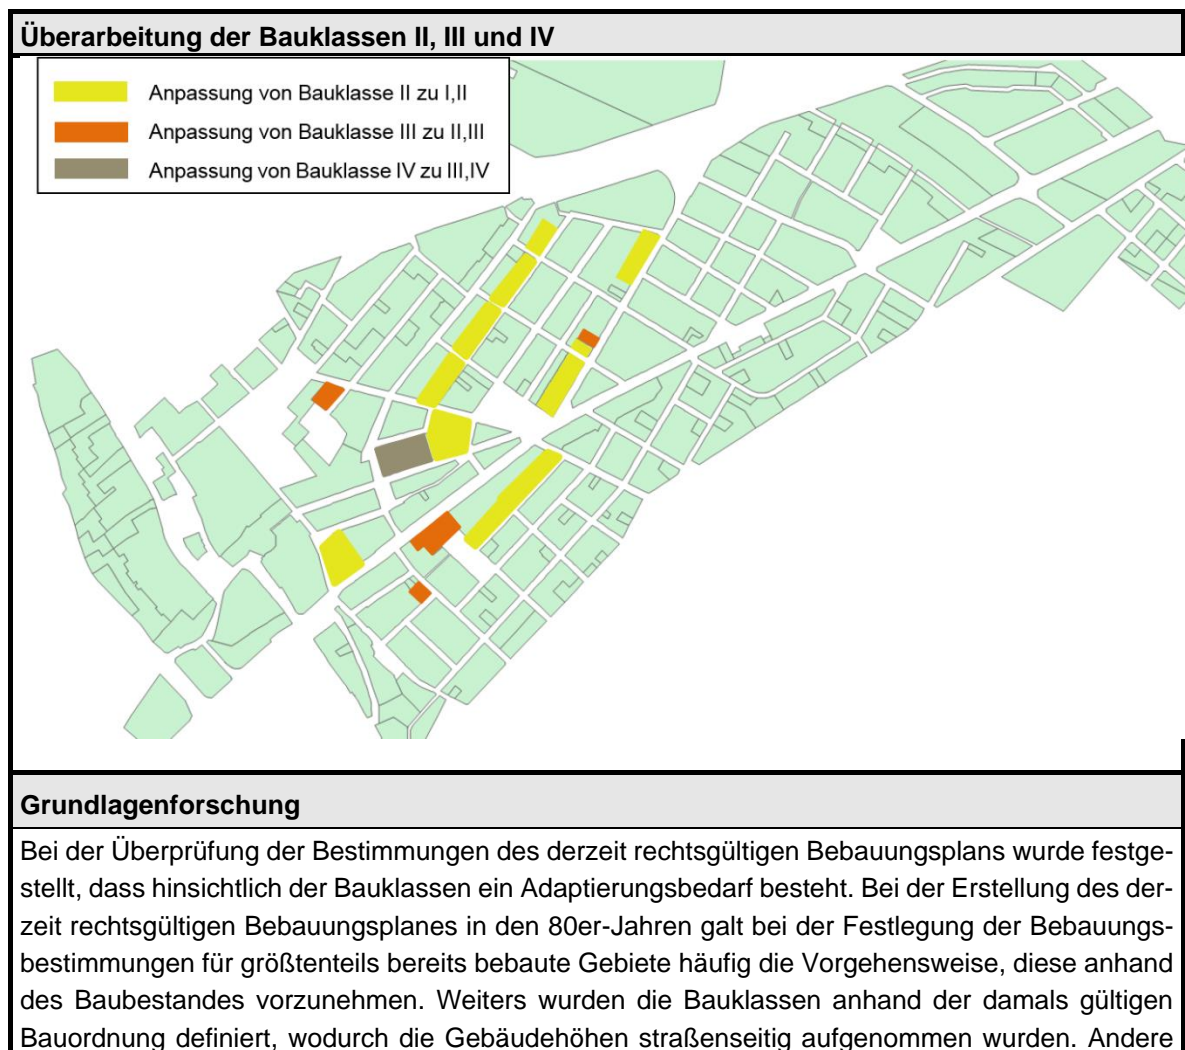 Überarbeitung der Bauklassen II, III und IV
Anpassung von Bauklasse II zu I,II
Anpassung von Bauklasse III zu II,III
Anpassung von Bauklasse IV zu III,IV
Grundlagenforschung
Bei der Überprüfung der Bestimmungen des derzeit rechtsgültigen Bebauungsplans wurde festge-
stellt, dass hinsichtlich der Bauklassen ein Adaptierungsbedarf besteht. Bei der Erstellung des der-
zeit rechtsgültigen Bebauungsplanes in den 80er-Jahren galt bei der Festlegung der Bebauungs-
bestimmungen für größtenteils bereits bebaute Gebiete häufig die Vorgehensweise, diese anhand
des Baubestandes vorzunehmen. Weiters wurden die Bauklassen anhand der damals gültigen
Bauordnung definiert, wodurch die Gebäudehöhen straßenseitig aufgenommen wurden. Andere